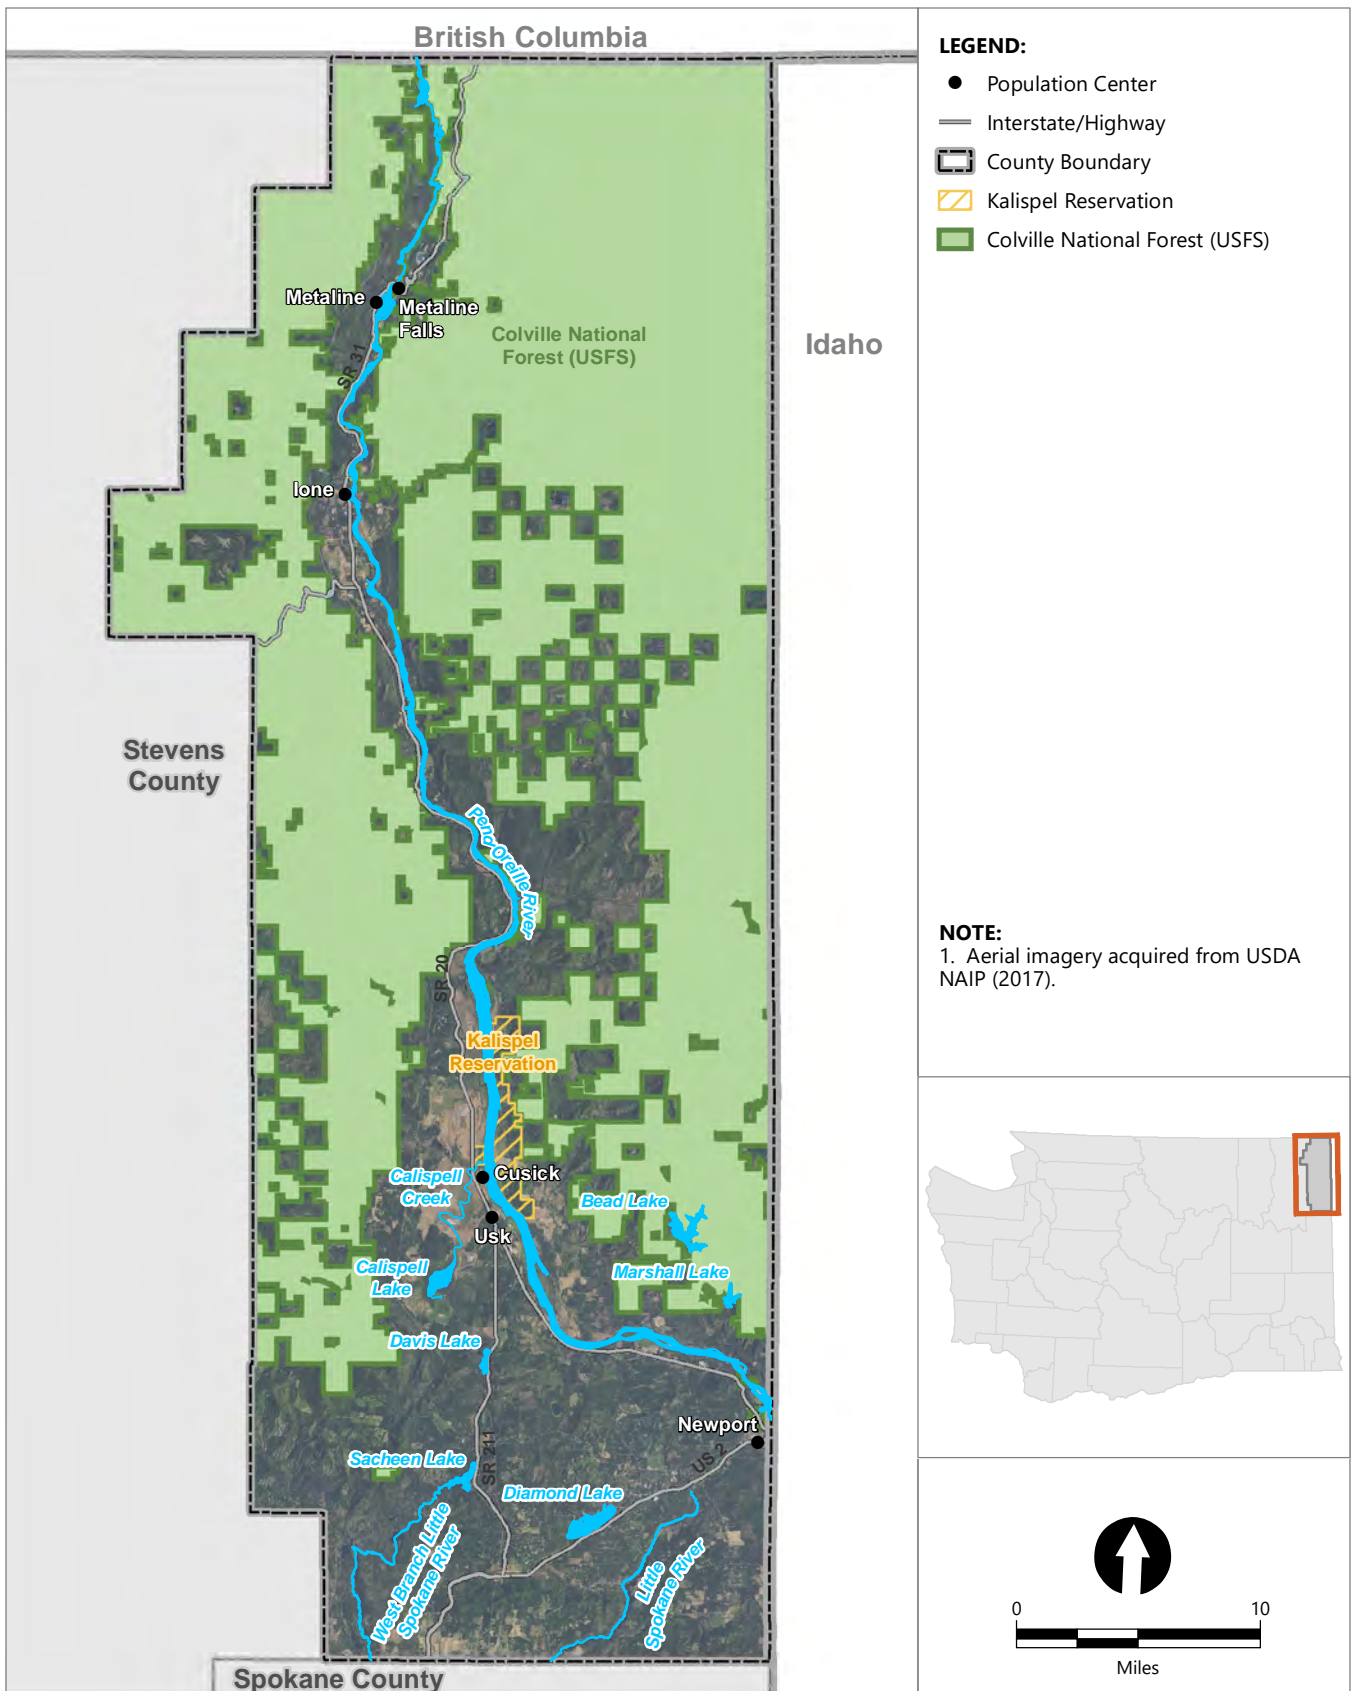 British Columbia
LEGEND:
Population Center
Interstate/Highway
County Boundary
Kalispel Reservation
Colville National Forest (USFS)
Metaline
Metaline
Falls
Colville National
Forest (USFS)
Idaho
SR 31
Ione
Stevens
County
Pend Oreille River
NOTE:
1. Aerial imagery acquired from USDA
NAIP (2017).
SR 20
Kalispel
Reservation
Calispell
Creek
Cusick
Bead Lake
Usk
Calispell
Lake
Marshall Lake
Davis Lake
Newport
US 2
SR 211
Sacheen Lake
Diamond Lake
West Branch Little
Spokane River
Little
Spokane River
Spokane County
0
10
Miles